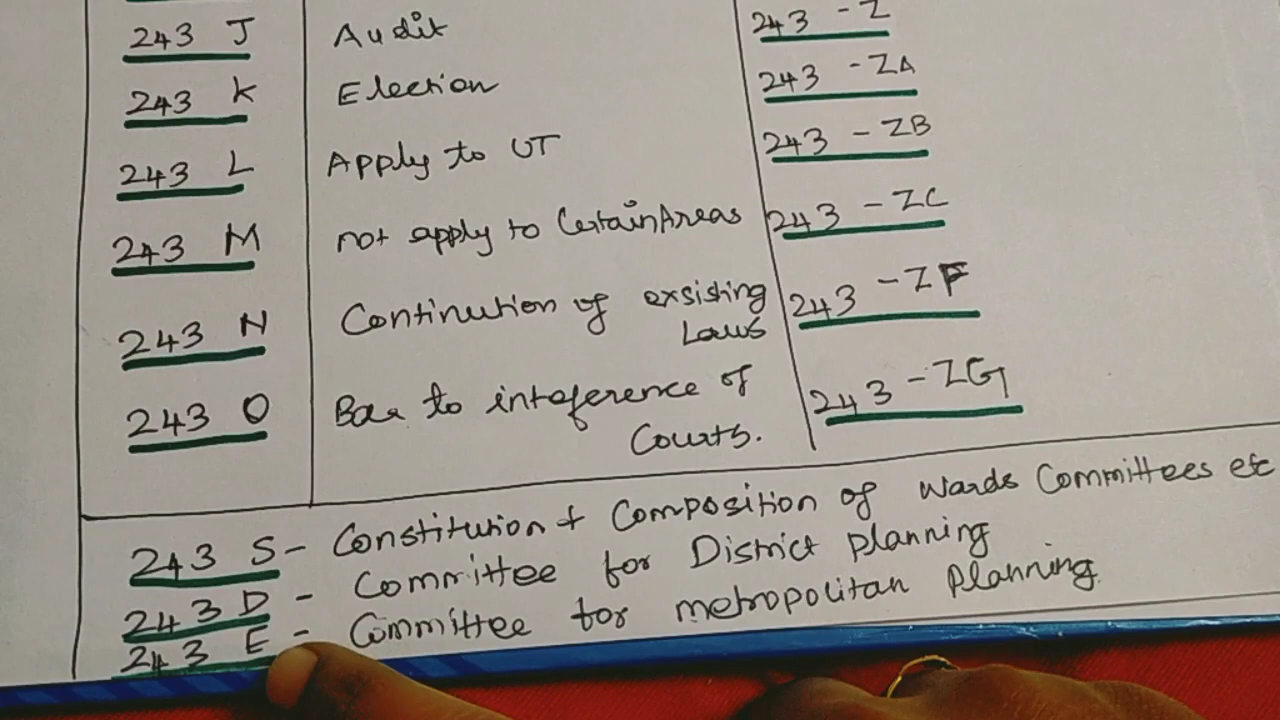 243 J Audit 243 - Z
243 K Election 243 - ZA
243 L Apply to UT 243 - ZB
243 M not apply to CertainAreas 243 - ZC
243 N Continution of exsisting 243 - ZF
Laws
243 O Bar to inteference of 243 - ZG
Courts.
243 S - Constitution & Composition of Wards Committees etc
243 D - Committee for District planning
243 E - Committee for metropolitan planning.